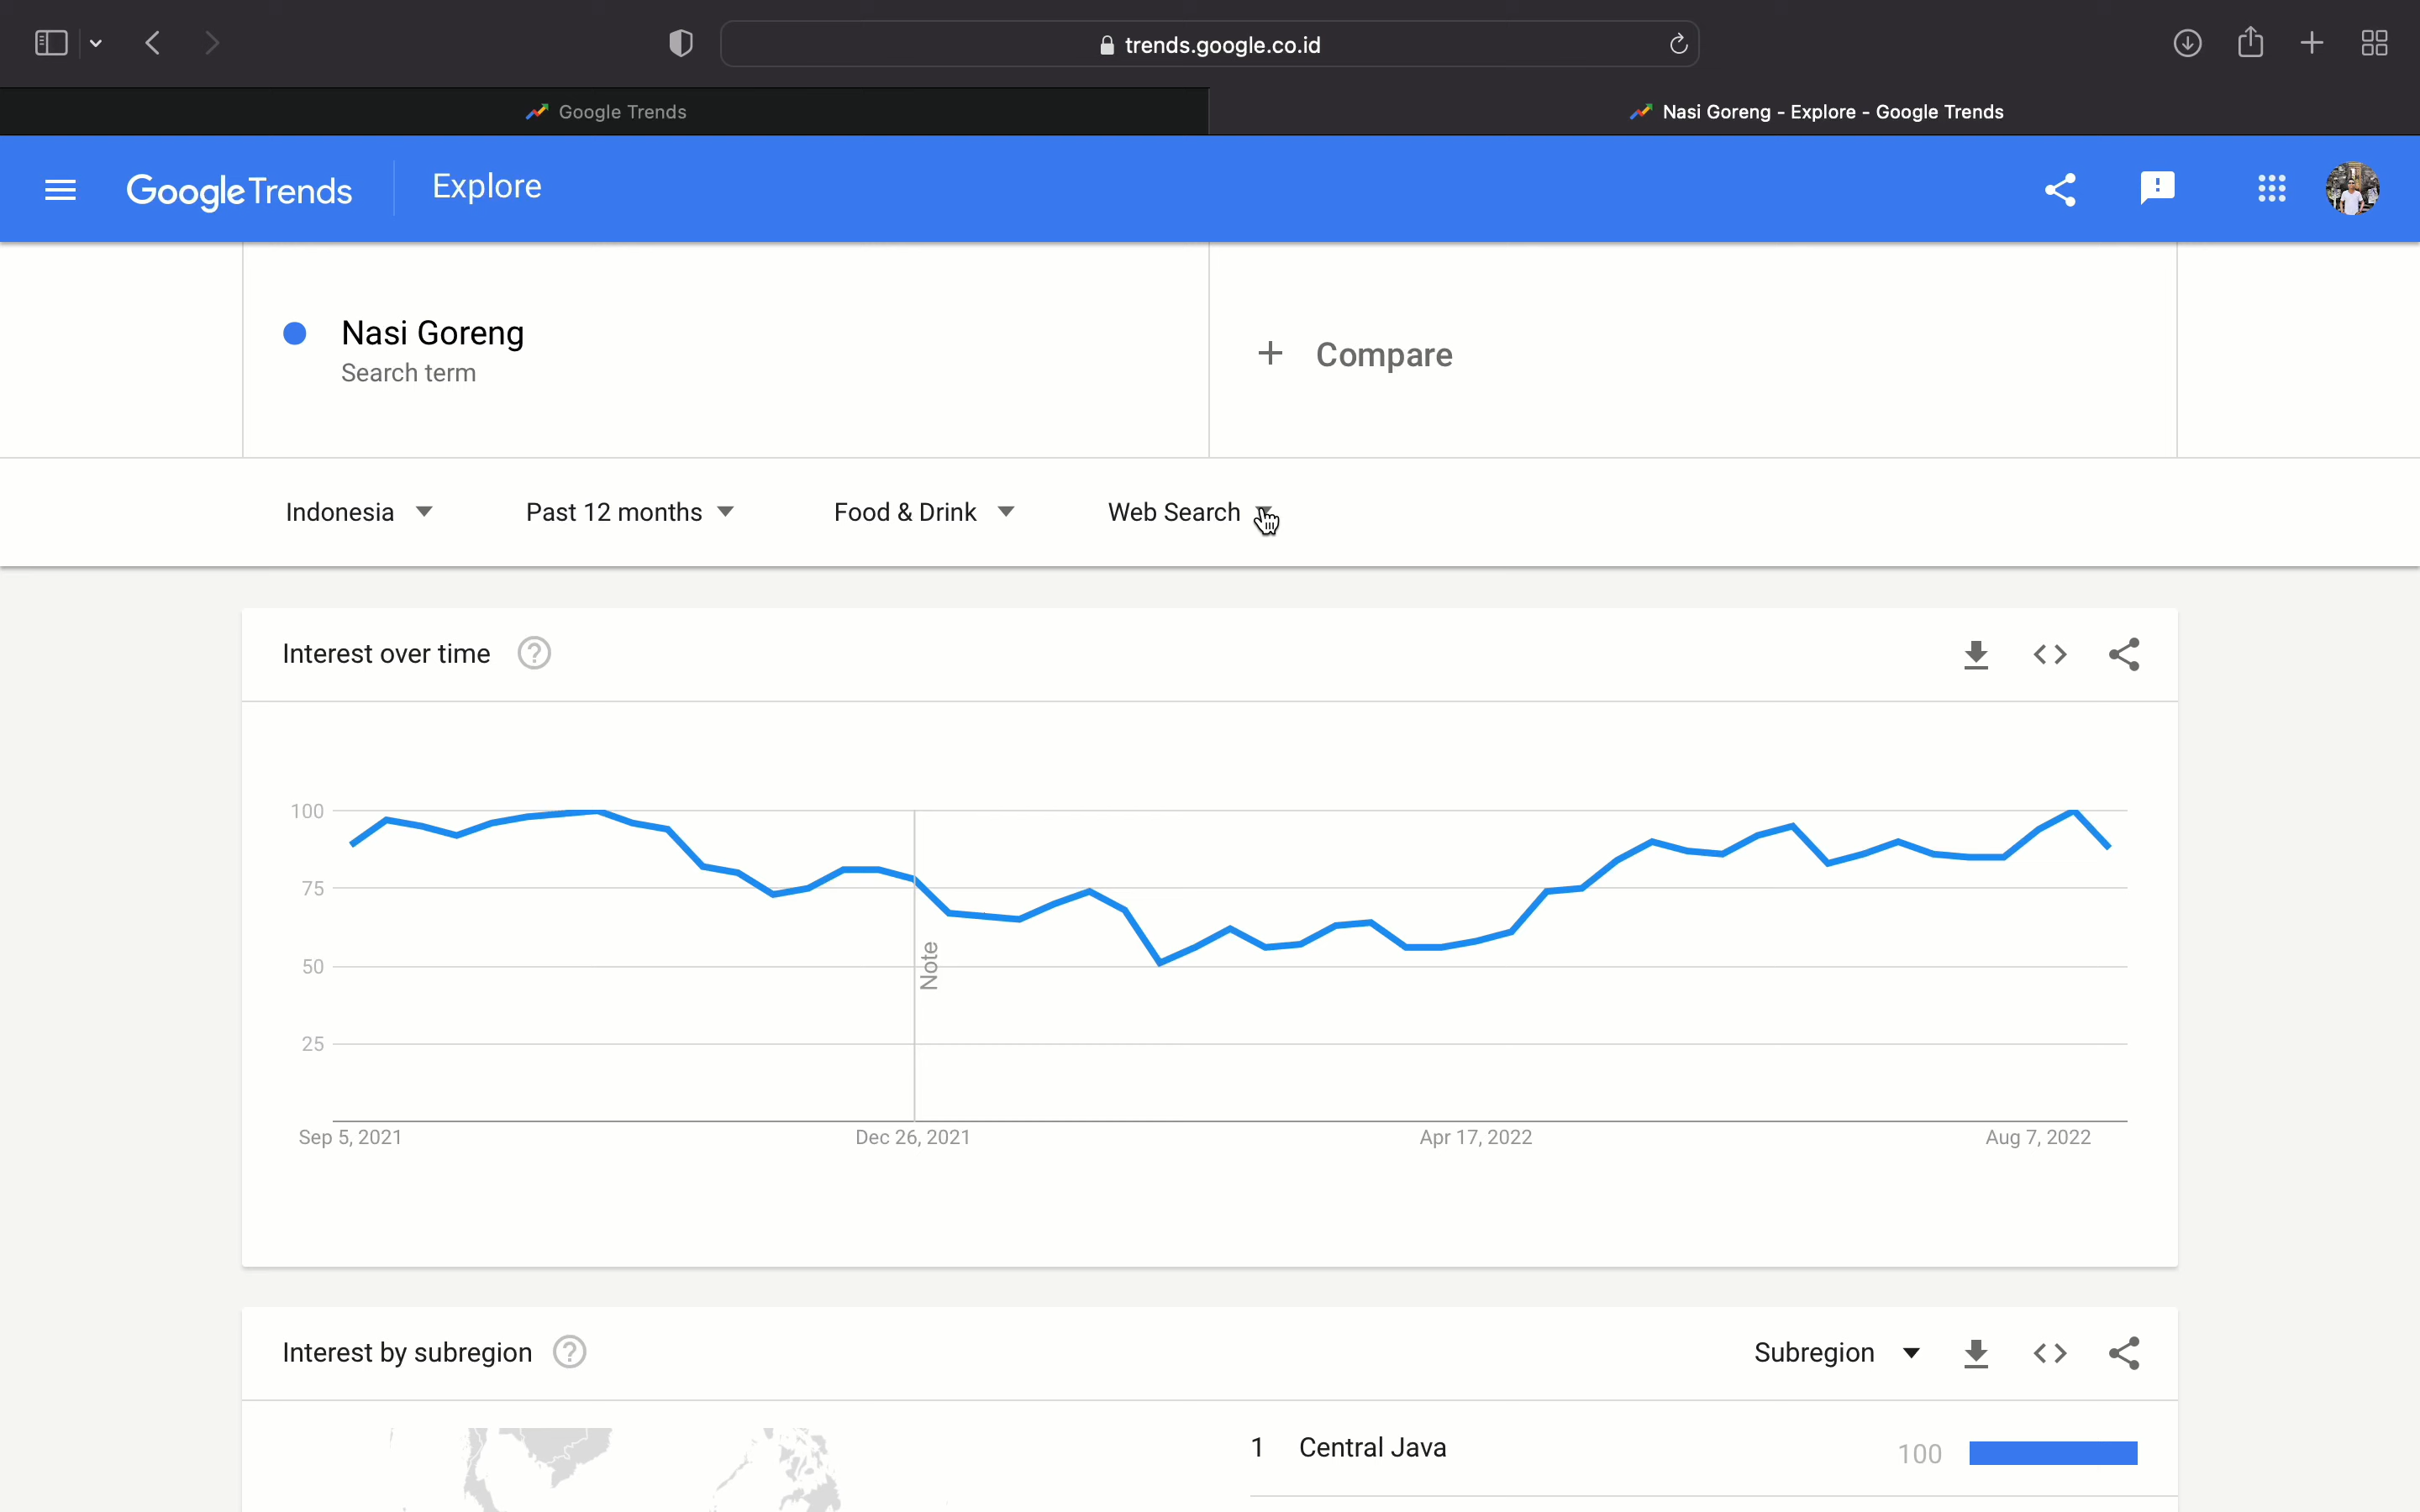 trends.google.co.id
Google Trends
Nasi Goreng - Explore - Google Trends
Google Trends
Explore
Nasi Goreng
Search term
+ Compare
Indonesia
Past 12 months
Food & Drink
Web Search
Interest over time
100
75
50
25
Note
Sep 5, 2021
Dec 26, 2021
Apr 17, 2022
Aug 7, 2022
Interest by subregion
Subregion
1 Central Java 100